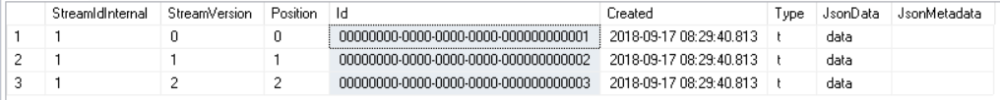 StreamIdInternal StreamVersion Position Id Created Type JsonData JsonMetadata
1 1 0 0 00000000-0000-0000-0000-000000000001 2018-09-17 08:29:40.813 t data
2 1 1 1 00000000-0000-0000-0000-000000000002 2018-09-17 08:29:40.813 t data
3 1 2 2 00000000-0000-0000-0000-000000000003 2018-09-17 08:29:40.813 t data